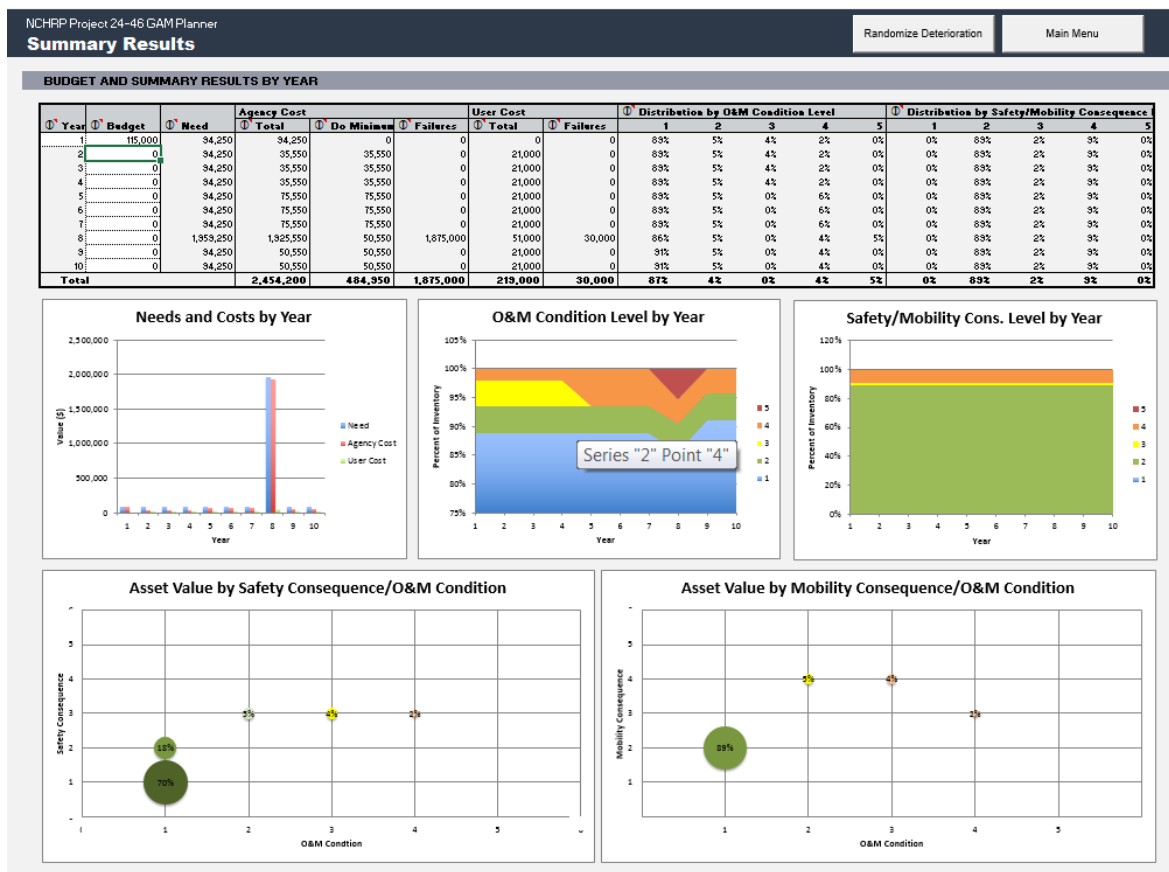 NCHRP Project 24-46 GAM Planner
Summary Results
Randomize Deterioration
Main Menu
BUDGET AND SUMMARY RESULTS BY YEAR
Agency Cost User Cost Distribution by O&M Condition Level Distribution by Safety/Mobility Consequence
Year Budget Need Total Do Minimum Failures Total Failures 1 2 3 4 5 1 2 3 4 5
1 115,000 94,250 94,250 0 0 0 0 89% 5% 4% 2% 0% 0% 89% 2% 9% 0%
2 0 94,250 35,550 35,550 0 21,000 0 89% 5% 4% 2% 0% 0% 89% 2% 9% 0%
3 0 94,250 35,550 35,550 0 21,000 0 89% 5% 4% 2% 0% 0% 89% 2% 9% 0%
4 0 94,250 35,550 35,550 0 21,000 0 89% 5% 4% 2% 0% 0% 89% 2% 9% 0%
5 0 94,250 75,550 75,550 0 21,000 0 89% 5% 0% 6% 0% 0% 89% 2% 9% 0%
6 0 94,250 75,550 75,550 0 21,000 0 89% 5% 0% 6% 0% 0% 89% 2% 9% 0%
7 0 94,250 75,550 75,550 0 21,000 0 89% 5% 0% 6% 0% 0% 89% 2% 9% 0%
8 0 1,959,250 1,925,550 50,550 1,875,000 51,000 30,000 86% 5% 0% 4% 5% 0% 89% 2% 9% 0%
9 0 94,250 50,550 50,550 0 21,000 0 91% 5% 0% 4% 0% 0% 89% 2% 9% 0%
10 0 94,250 50,550 50,550 0 21,000 0 91% 5% 0% 4% 0% 0% 89% 2% 9% 0%
Total 2,454,200 484,950 1,875,000 219,000 30,000 87% 4% 0% 4% 5% 0% 89% 2% 9% 0%
Needs and Costs by Year
2,500,000
2,000,000
1,500,000
1,000,000
500,000
0
Value ($)
1 2 3 4 5 6 7 8 9 10
Year
Need
Agency Cost
User Cost
O&M Condition Level by Year
105%
100%
95%
90%
85%
80%
75%
Percent of Inventory
1 2 3 4 5 6 7 8 9 10
Year
Series "2" Point "4"
5
4
3
2
1
Safety/Mobility Cons. Level by Year
120%
100%
80%
60%
40%
20%
0%
Percent of Inventory
1 2 3 4 5 6 7 8 9 10
Year
5
4
3
2
1
Asset Value by Safety Consequence/O&M Condition
5
4
3
2
1
Safety Consequence
5%
4%
2%
18%
70%
1 2 3 4 5
O&M Condtion
Asset Value by Mobility Consequence/O&M Condition
5
4
3
2
1
Mobility Consequence
5%
4%
2%
89%
1 2 3 4 5
O&M Condition